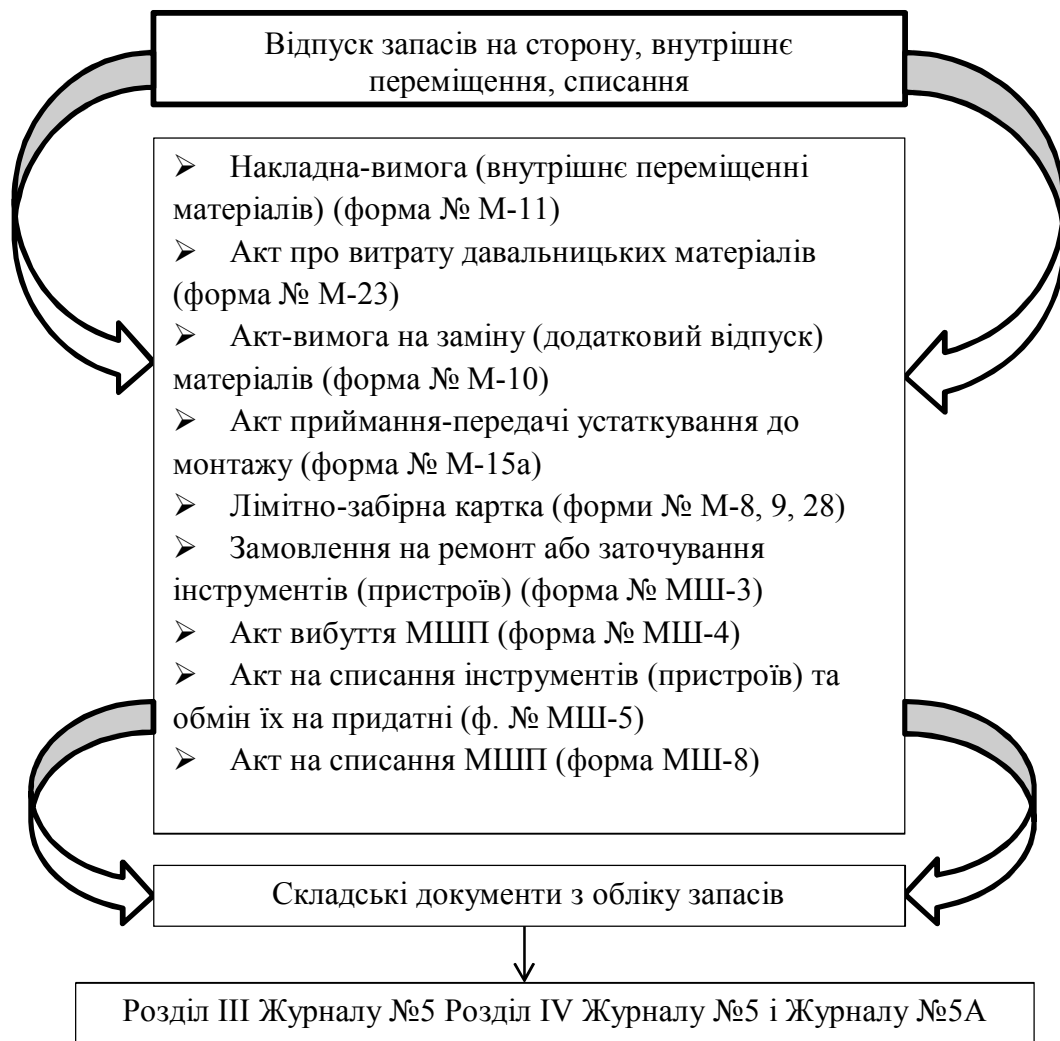 Відпуск запасів на сторону, внутрішнє
переміщення, списання
➢ Накладна-вимога (внутрішнє переміщенні
матеріалів) (форма № М-11)
➢ Акт про витрату давальницьких матеріалів
(форма № М-23)
➢ Акт-вимога на заміну (додатковий відпуск)
матеріалів (форма № М-10)
➢ Акт приймання-передачі устаткування до
монтажу (форма № М-15а)
➢ Лімітно-забірна картка (форми № М-8, 9, 28)
➢ Замовлення на ремонт або заточування
інструментів (пристроїв) (форма № МШ-3)
➢ Акт вибуття МШП (форма № МШ-4)
➢ Акт на списання інструментів (пристроїв) та
обмін їх на придатні (ф. № МШ-5)
➢ Акт на списання МШП (форма МШ-8)
Складські документи з обліку запасів
Розділ III Журналу №5 Розділ IV Журналу №5 і Журналу №5А